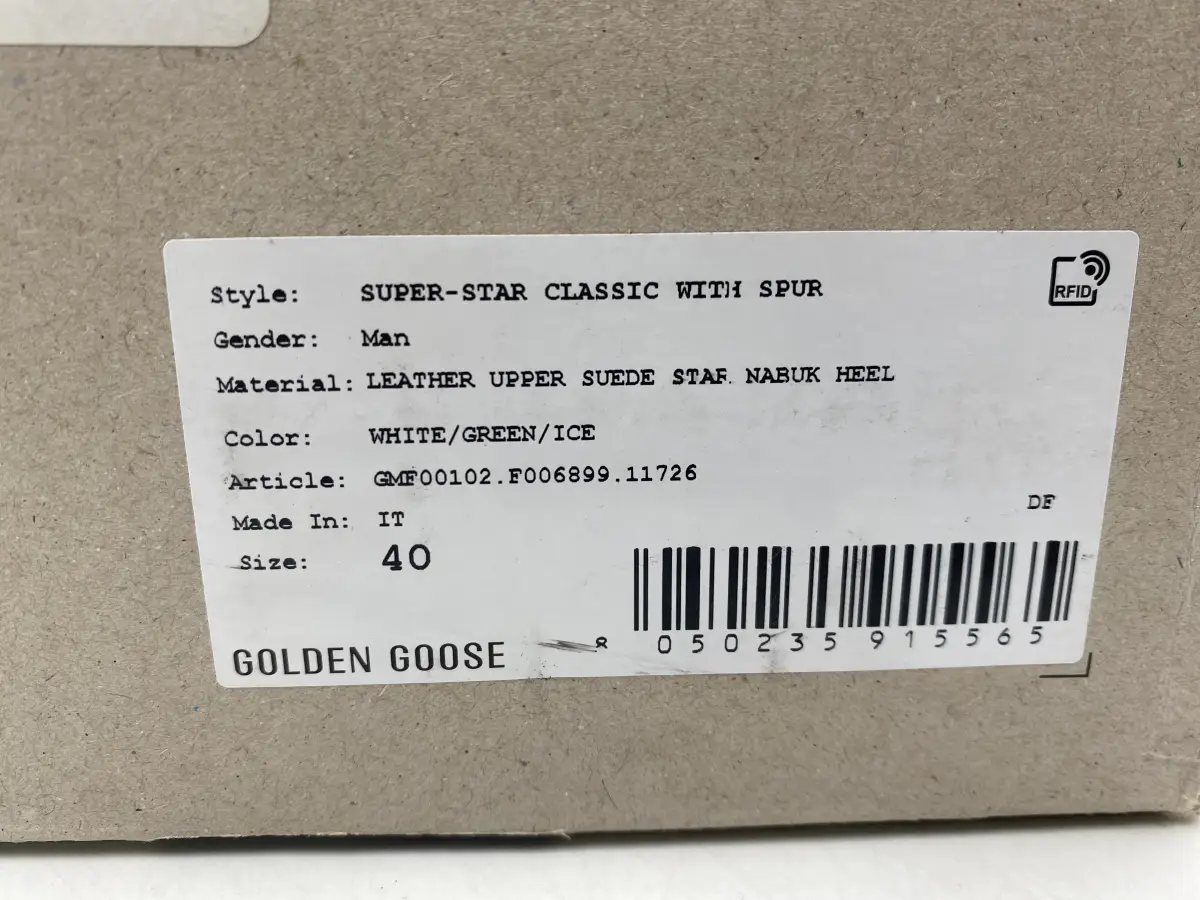 Style: SUPER-STAR CLASSIC WITH SPUR
RFID
Gender: Man
Material: LEATHER UPPER SUEDE STAR NABUK HEEL
Color: WHITE/GREEN/ICE
Article: GMF00102.F006899.11726
DF
Made In: IT
Size: 40
GOLDEN GOOSE
8 050235 915565